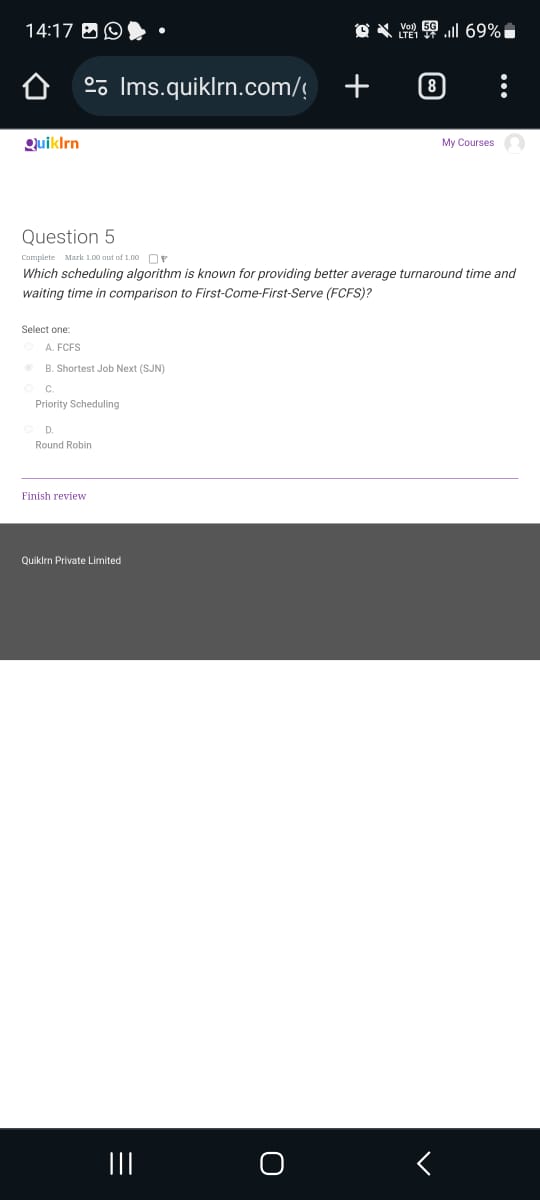 14:17 Vo)) LTE1 5G 69%
lms.quiklrn.com/
8
Quiklrn
My Courses
Question 5
Complete Mark 1.00 out of 1.00
Which scheduling algorithm is known for providing better average turnaround time and
waiting time in comparison to First-Come-First-Serve (FCFS)?
Select one:
A. FCFS
B. Shortest Job Next (SJN)
C.
Priority Scheduling
D.
Round Robin
Finish review
Quiklrn Private Limited